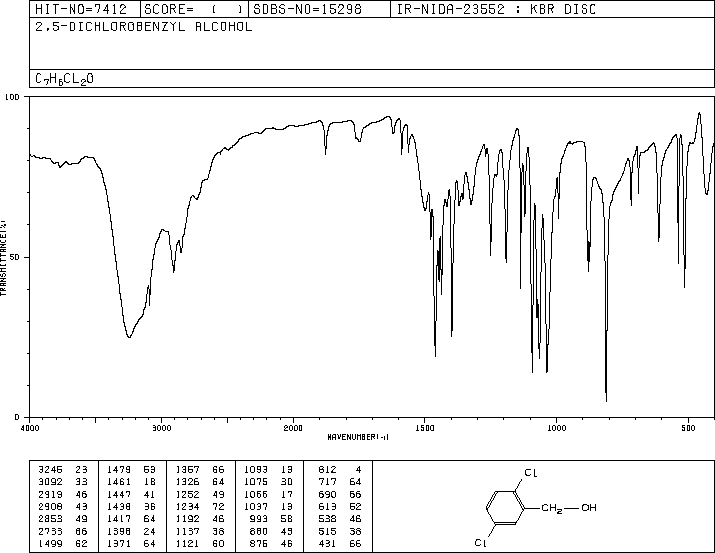 HIT-NO=7412 SCORE= ( ) SDBS-NO=15298 IR-NIDA-23552 : KBR DISC
2,5-DICHLOROBENZYL ALCOHOL
C7H6CL2O
100
50
0
TRANSMITTANCE(%)
4000 3000 2000 1500 1000 500
WAVENUMBER(-1)
3246 23 1479 53 1357 66 1093 13 812 4
3092 33 1461 18 1326 64 1075 30 717 64
2919 46 1447 41 1252 49 1066 17 690 66
2908 43 1438 36 1234 72 1037 13 613 52
2853 49 1417 64 1192 46 993 58 538 46
2733 66 1398 24 1137 38 880 49 515 38
1499 62 1371 64 1121 60 876 46 431 66
Cl
CH2 OH
Cl